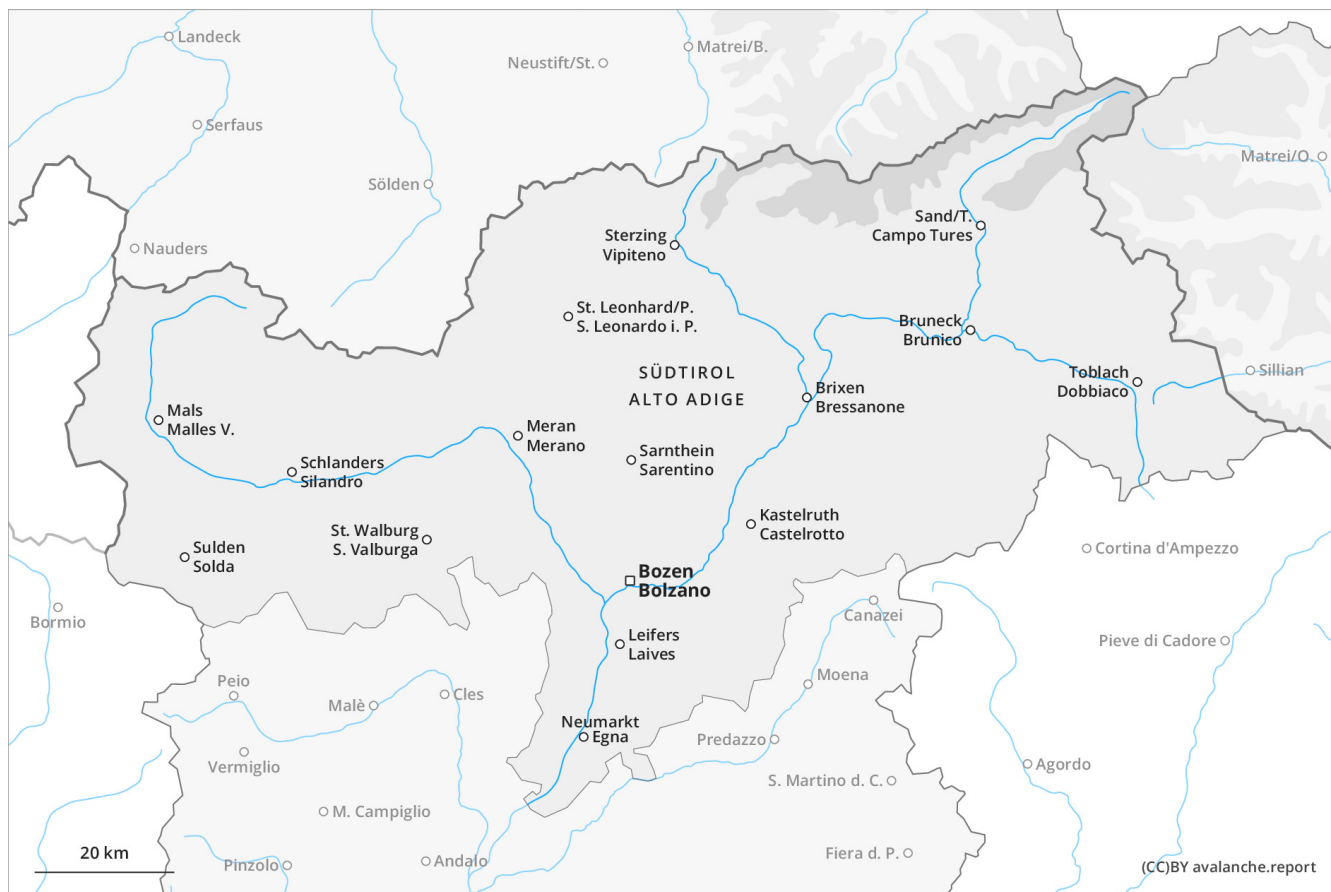 Landeck
Matrei/B.
Neustift/St.
Serfaus
Matrei/O.
Sölden
Sand/T.
Campo Tures
Nauders
Sterzing
Vipiteno
St. Leonhard/P.
S. Leonardo i. P.
Bruneck
Brunico
SÜDTIROL
ALTO ADIGE
Toblach
Dobbiaco
Sillian
Brixen
Bressanone
Mals
Malles V.
Meran
Merano
Sarnthein
Sarentino
Schlanders
Silandro
Kastelruth
Castelrotto
St. Walburg
S. Valburga
Sulden
Solda
Cortina d'Ampezzo
Bozen
Bolzano
Bormio
Canazei
Leifers
Laives
Pieve di Cadore
Peio
Moena
Malè
Cles
Neumarkt
Egna
Predazzo
Vermiglio
Agordo
S. Martino d. C.
M. Campiglio
20 km
Pinzolo
Andalo
Fiera d. P.
(CC)BY avalanche.report